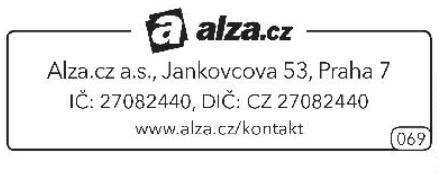 a alza.cz
Alza.cz a.s., Jankovcova 53, Praha 7
IČ: 27082440, DIČ: CZ 27082440
www.alza.cz/kontakt
069